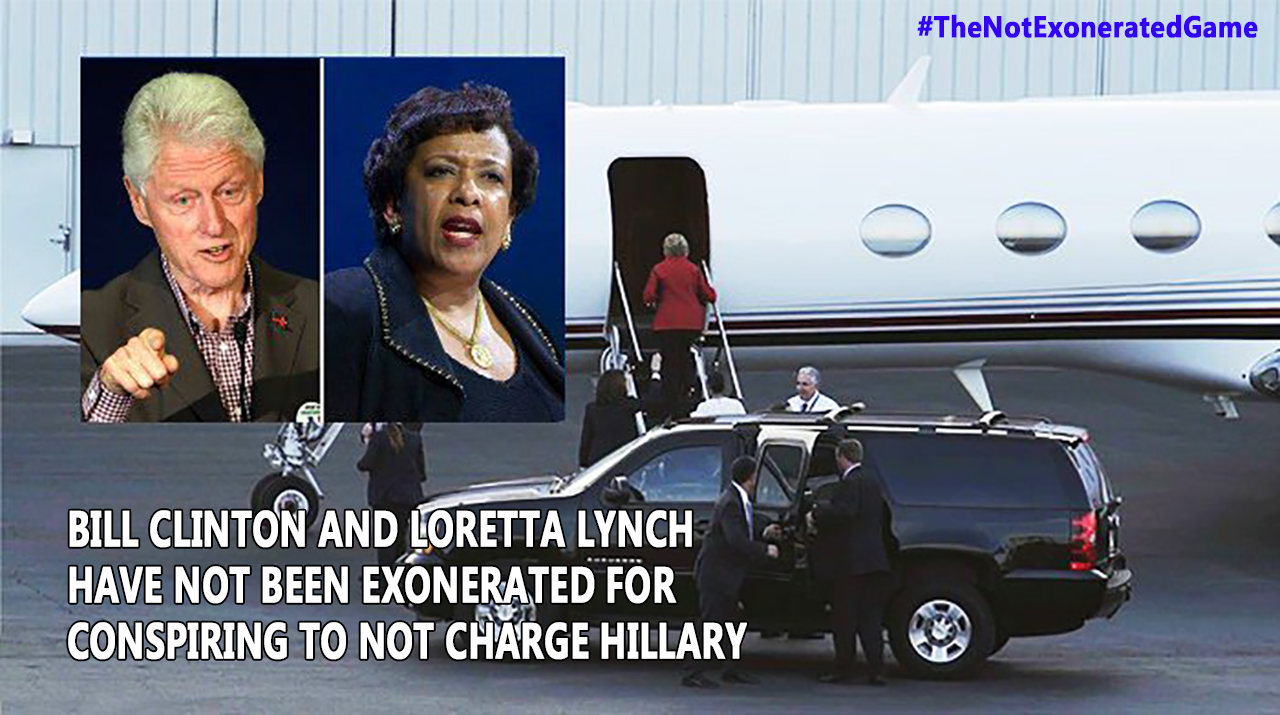 #TheNotExoneratedGame
BILL CLINTON AND LORETTA LYNCH
HAVE NOT BEEN EXONERATED FOR
CONSPIRING TO NOT CHARGE HILLARY